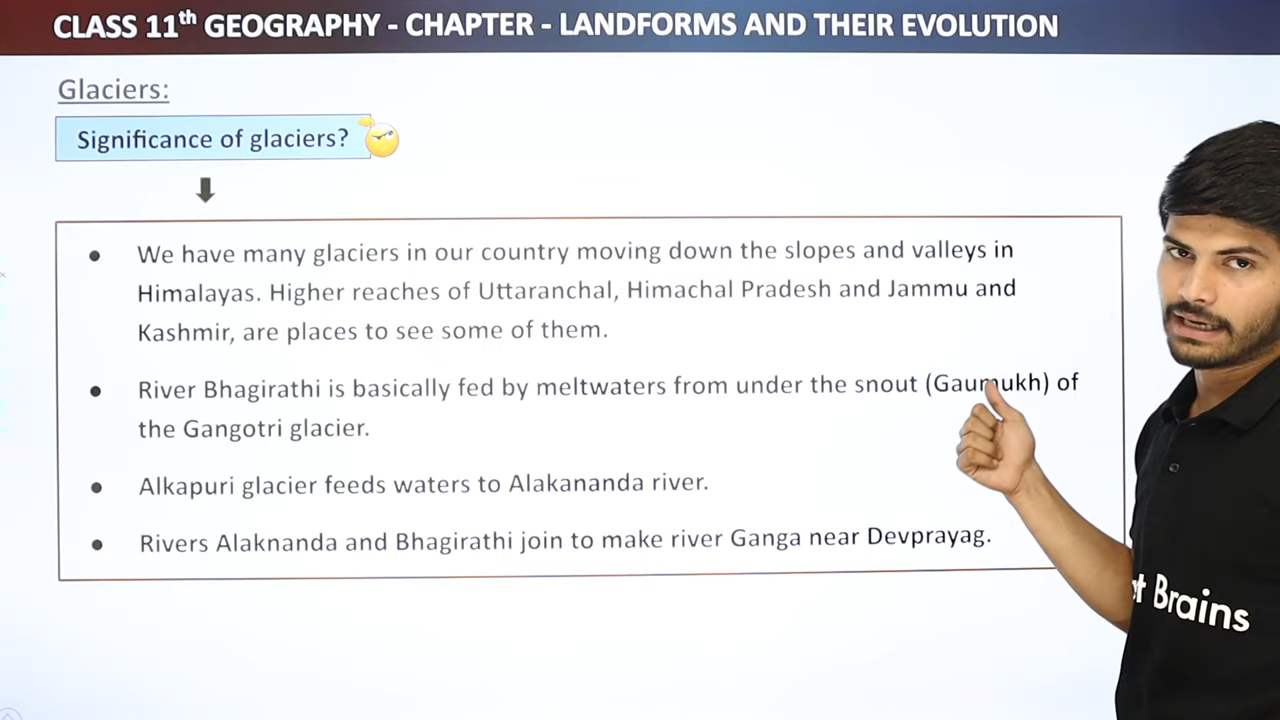 CLASS 11th GEOGRAPHY - CHAPTER - LANDFORMS AND THEIR EVOLUTION
Glaciers:
Significance of glaciers?
We have many glaciers in our country moving down the slopes and valleys in
Himalayas. Higher reaches of Uttaranchal, Himachal Pradesh and Jammu and
Kashmir, are places to see some of them.
River Bhagirathi is basically fed by meltwaters from under the snout (Gaumukh) of
the Gangotri glacier.
Alkapuri glacier feeds waters to Alakananda river.
Rivers Alaknanda and Bhagirathi join to make river Ganga near Devprayag.
Brains